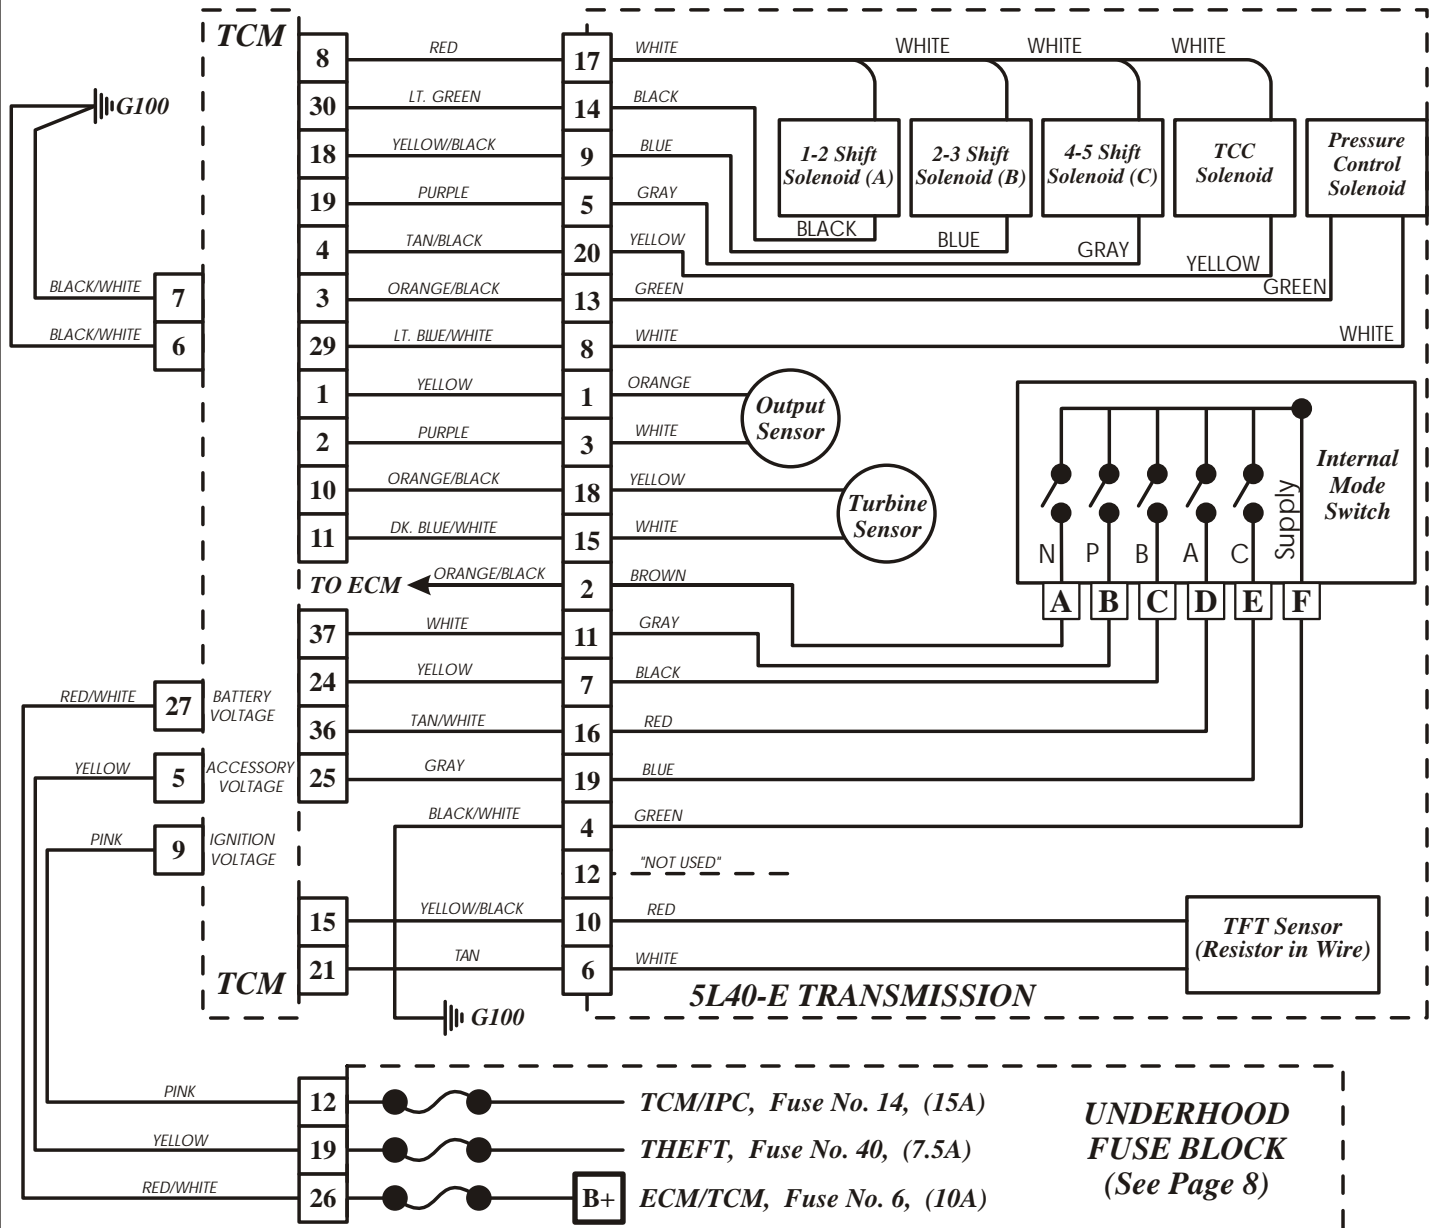 TCM
8 RED 17 WHITE WHITE WHITE WHITE
G100
30 LT. GREEN 14 BLACK
18 YELLOW/BLACK 9 BLUE
19 PURPLE 5 GRAY
4 TAN/BLACK 20 YELLOW
1-2 Shift
Solenoid (A)
2-3 Shift
Solenoid (B)
4-5 Shift
Solenoid (C)
TCC
Solenoid
Pressure
Control
Solenoid
BLACK
BLUE
GRAY
YELLOW
GREEN
WHITE
BLACK/WHITE 7
BLACK/WHITE 6
3 ORANGE/BLACK 13 GREEN
29 LT. BLUE/WHITE 8 WHITE
1 YELLOW 1 ORANGE
2 PURPLE 3 WHITE
Output
Sensor
10 ORANGE/BLACK 18 YELLOW
11 DK. BLUE/WHITE 15 WHITE
Turbine
Sensor
Internal
Mode
Switch
N P B A C Supply
A B C D E F
TO ECM ORANGE/BLACK 2 BROWN
37 WHITE 11 GRAY
24 YELLOW 7 BLACK
36 TAN/WHITE 16 RED
25 GRAY 19 BLUE
BLACK/WHITE 4 GREEN
12 "NOT USED"
RED/WHITE 27 BATTERY
VOLTAGE
YELLOW 5 ACCESSORY
VOLTAGE
PINK 9 IGNITION
VOLTAGE
15 YELLOW/BLACK 10 RED
21 TAN 6 WHITE
TFT Sensor
(Resistor in Wire)
TCM
5L40-E TRANSMISSION
G100
PINK 12 TCM/IPC, Fuse No. 14, (15A)
YELLOW 19 THEFT, Fuse No. 40, (7.5A)
RED/WHITE 26 B+ ECM/TCM, Fuse No. 6, (10A)
UNDERHOOD
FUSE BLOCK
(See Page 8)